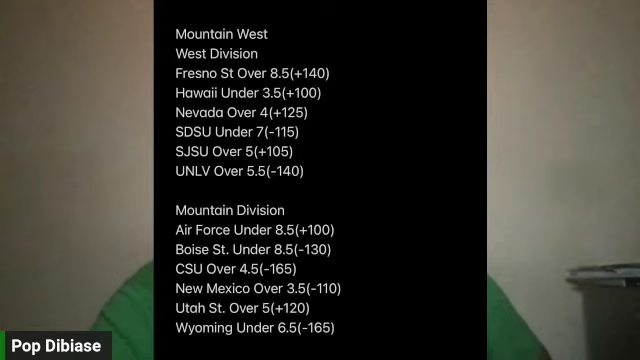 Mountain West
West Division
Fresno St Over 8.5(+140)
Hawaii Under 3.5(+100)
Nevada Over 4(+125)
SDSU Under 7(-115)
SJSU Over 5(+105)
UNLV Over 5.5(-140)
Mountain Division
Air Force Under 8.5(+100)
Boise St. Under 8.5(-130)
CSU Over 4.5(-165)
New Mexico Over 3.5(-110)
Utah St. Over 5(+120)
Wyoming Under 6.5(-165)
Pop Dibiase